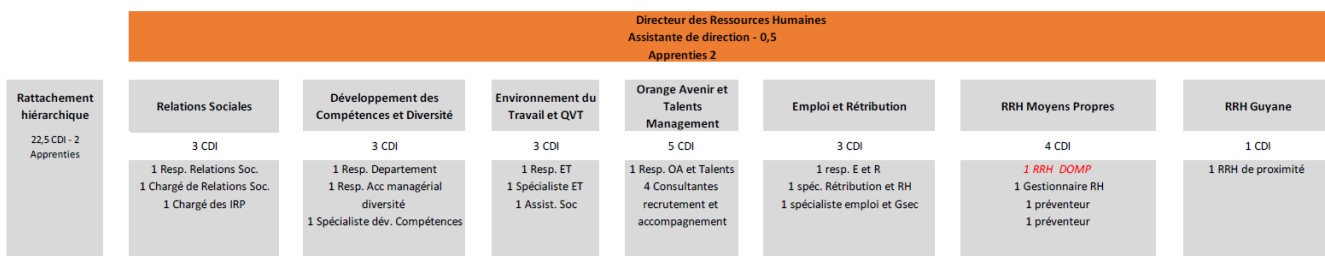 Directeur des Ressources Humaines
Assistante de direction - 0,5
Apprenties 2
Rattachement
hiérarchique
22,5 CDI - 2
Apprenties
Relations Sociales
3 CDI
1 Resp. Relations Soc.
1 Chargé de Relations Soc.
1 Chargé des IRP
Développement des
Compétences et Diversité
3 CDI
1 Resp. Departement
1 Resp. Acc managérial
diversité
1 Spécialiste dév. Compétences
Environnement du
Travail et QVT
3 CDI
1 Resp. ET
1 Spécialiste ET
1 Assist. Soc
Orange Avenir et
Talents
Management
5 CDI
1 Resp. OA et Talents
4 Consultantes
recrutement et
accompagnement
Emploi et Rétribution
3 CDI
1 resp. E et R
1 spéc. Rétribution et RH
1 spécialiste emploi et Gsec
RRH Moyens Propres
4 CDI
1 RRH DOMP
1 Gestionnaire RH
1 préventeur
1 préventeur
RRH Guyane
1 CDI
1 RRH de proximité